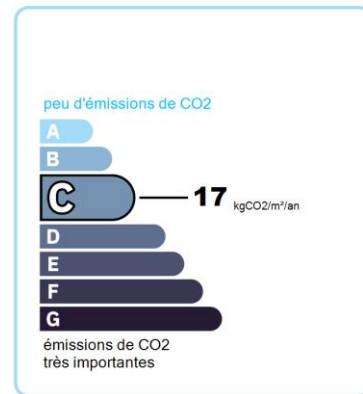 peu d'émissions de CO2
A
B
C 17 kgCO2/m²/an
D
E
F
G
émissions de CO2
très importantes